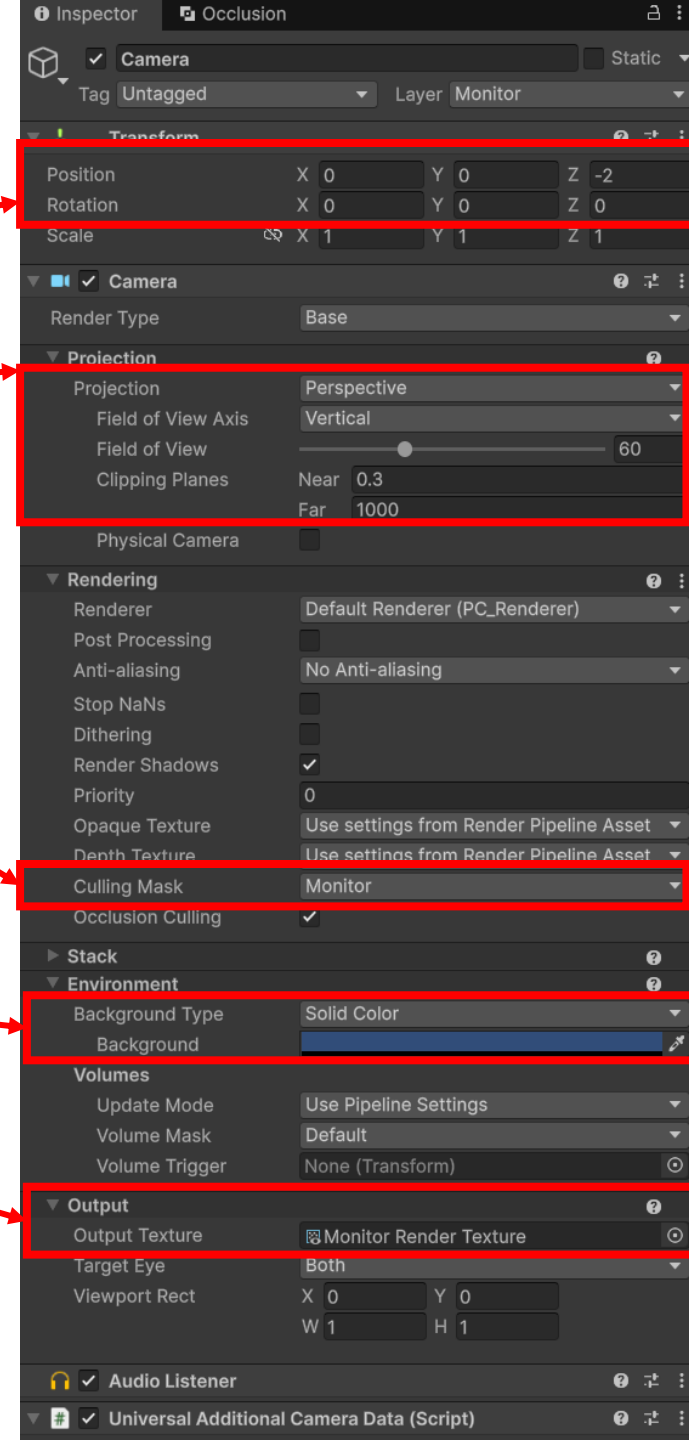 Inspector Occlusion
Camera Static
Tag Untagged Layer Monitor
Transform
Position X 0 Y 0 Z -2
Rotation X 0 Y 0 Z 0
Scale X 1 Y 1 Z 1
Camera
Render Type Base
Projection
Projection Perspective
Field of View Axis Vertical
Field of View 60
Clipping Planes Near 0.3
Far 1000
Physical Camera
Rendering
Renderer Default Renderer (PC_Renderer)
Post Processing
Anti-aliasing No Anti-aliasing
Stop NaNs
Dithering
Render Shadows
Priority 0
Opaque Texture Use settings from Render Pipeline Asset
Depth Texture Use settings from Render Pipeline Asset
Culling Mask Monitor
Occlusion Culling
Stack
Environment
Background Type Solid Color
Background
Volumes
Update Mode Use Pipeline Settings
Volume Mask Default
Volume Trigger None (Transform)
Output
Output Texture Monitor Render Texture
Target Eye Both
Viewport Rect X 0 Y 0
W 1 H 1
Audio Listener
# Universal Additional Camera Data (Script)